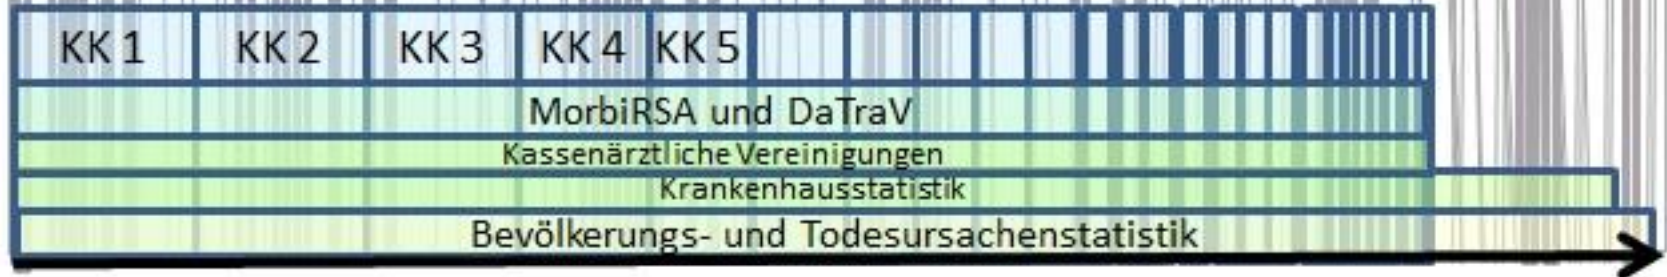 KK 1 KK 2 KK 3 KK 4 KK 5
MorbiRSA und DaTraV
Kassenärztliche Vereinigungen
Krankenhausstatistik
Bevölkerungs- und Todesursachenstatistik